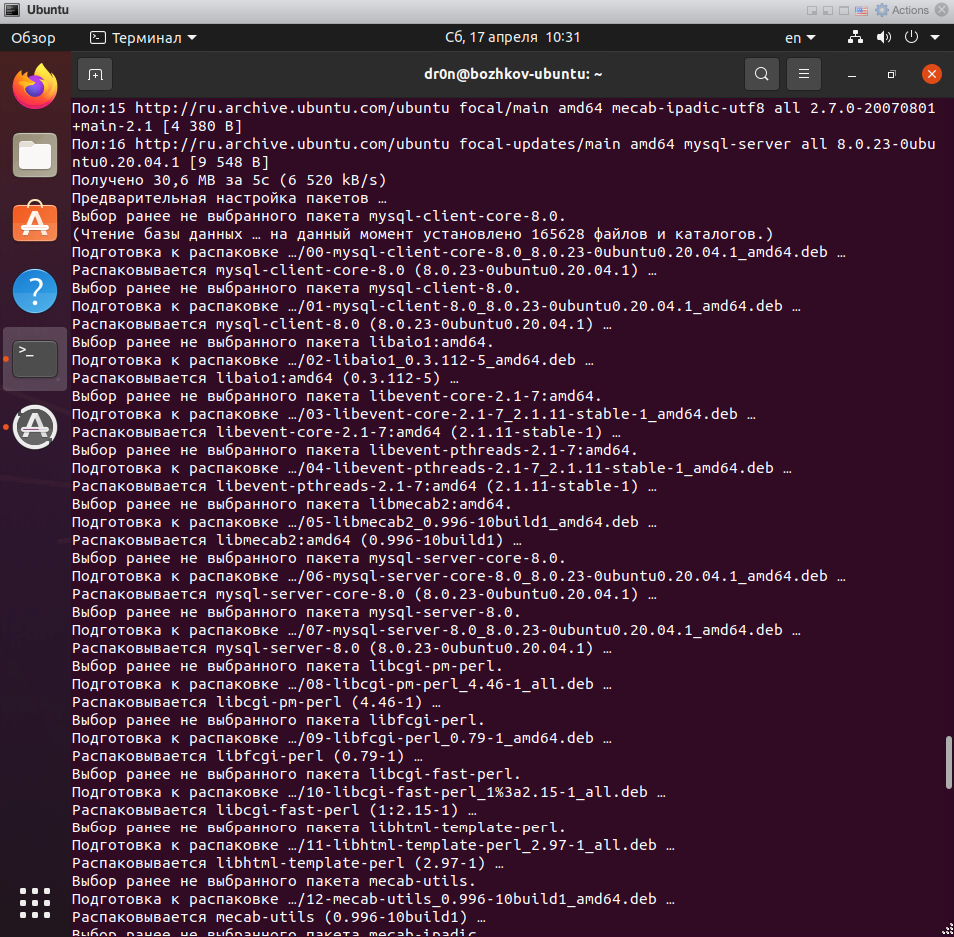 Ubuntu
Actions
Обзор
Терминал
Сб, 17 апреля 10:31
en
dr0n@bozhkov-ubuntu: ~
Пол:15 http://ru.archive.ubuntu.com/ubuntu focal/main amd64 mecab-ipadic-utf8 all 2.7.0-20070801
+main-2.1 [4 380 B]
Пол:16 http://ru.archive.ubuntu.com/ubuntu focal-updates/main amd64 mysql-server all 8.0.23-0ubu
ntu0.20.04.1 [9 548 B]
Получено 30,6 MB за 5с (6 520 kB/s)
Предварительная настройка пакетов …
Выбор ранее не выбранного пакета mysql-client-core-8.0.
(Чтение базы данных … на данный момент установлено 165628 файлов и каталогов.)
Подготовка к распаковке …/00-mysql-client-core-8.0_8.0.23-0ubuntu0.20.04.1_amd64.deb …
Распаковывается mysql-client-core-8.0 (8.0.23-0ubuntu0.20.04.1) …
Выбор ранее не выбранного пакета mysql-client-8.0.
Подготовка к распаковке …/01-mysql-client-8.0_8.0.23-0ubuntu0.20.04.1_amd64.deb …
Распаковывается mysql-client-8.0 (8.0.23-0ubuntu0.20.04.1) …
Выбор ранее не выбранного пакета libaio1:amd64.
Подготовка к распаковке …/02-libaio1_0.3.112-5_amd64.deb …
Распаковывается libaio1:amd64 (0.3.112-5) …
Выбор ранее не выбранного пакета libevent-core-2.1-7:amd64.
Подготовка к распаковке …/03-libevent-core-2.1-7_2.1.11-stable-1_amd64.deb …
Распаковывается libevent-core-2.1-7:amd64 (2.1.11-stable-1) …
Выбор ранее не выбранного пакета libevent-pthreads-2.1-7:amd64.
Подготовка к распаковке …/04-libevent-pthreads-2.1-7_2.1.11-stable-1_amd64.deb …
Распаковывается libevent-pthreads-2.1-7:amd64 (2.1.11-stable-1) …
Выбор ранее не выбранного пакета libmecab2:amd64.
Подготовка к распаковке …/05-libmecab2_0.996-10build1_amd64.deb …
Распаковывается libmecab2:amd64 (0.996-10build1) …
Выбор ранее не выбранного пакета mysql-server-core-8.0.
Подготовка к распаковке …/06-mysql-server-core-8.0_8.0.23-0ubuntu0.20.04.1_amd64.deb …
Распаковывается mysql-server-core-8.0 (8.0.23-0ubuntu0.20.04.1) …
Выбор ранее не выбранного пакета mysql-server-8.0.
Подготовка к распаковке …/07-mysql-server-8.0_8.0.23-0ubuntu0.20.04.1_amd64.deb …
Распаковывается mysql-server-8.0 (8.0.23-0ubuntu0.20.04.1) …
Выбор ранее не выбранного пакета libcgi-pm-perl.
Подготовка к распаковке …/08-libcgi-pm-perl_4.46-1_all.deb …
Распаковывается libcgi-pm-perl (4.46-1) …
Выбор ранее не выбранного пакета libfcgi-perl.
Подготовка к распаковке …/09-libfcgi-perl_0.79-1_amd64.deb …
Распаковывается libfcgi-perl (0.79-1) …
Выбор ранее не выбранного пакета libcgi-fast-perl.
Подготовка к распаковке …/10-libcgi-fast-perl_1%3a2.15-1_all.deb …
Распаковывается libcgi-fast-perl (1:2.15-1) …
Выбор ранее не выбранного пакета libhtml-template-perl.
Подготовка к распаковке …/11-libhtml-template-perl_2.97-1_all.deb …
Распаковывается libhtml-template-perl (2.97-1) …
Выбор ранее не выбранного пакета mecab-utils.
Подготовка к распаковке …/12-mecab-utils_0.996-10build1_amd64.deb …
Распаковывается mecab-utils (0.996-10build1) …
Выбор ранее не выбранного пакета mecab-ipadic.